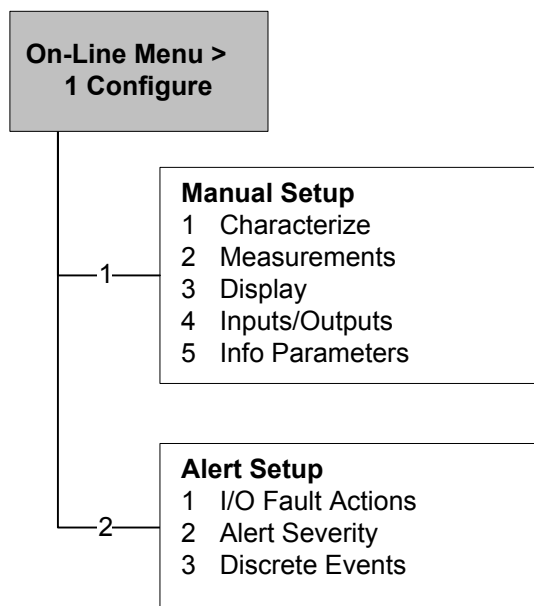 On-Line Menu >
1 Configure
1
Manual Setup
1 Characterize
2 Measurements
3 Display
4 Inputs/Outputs
5 Info Parameters
2
Alert Setup
1 I/O Fault Actions
2 Alert Severity
3 Discrete Events